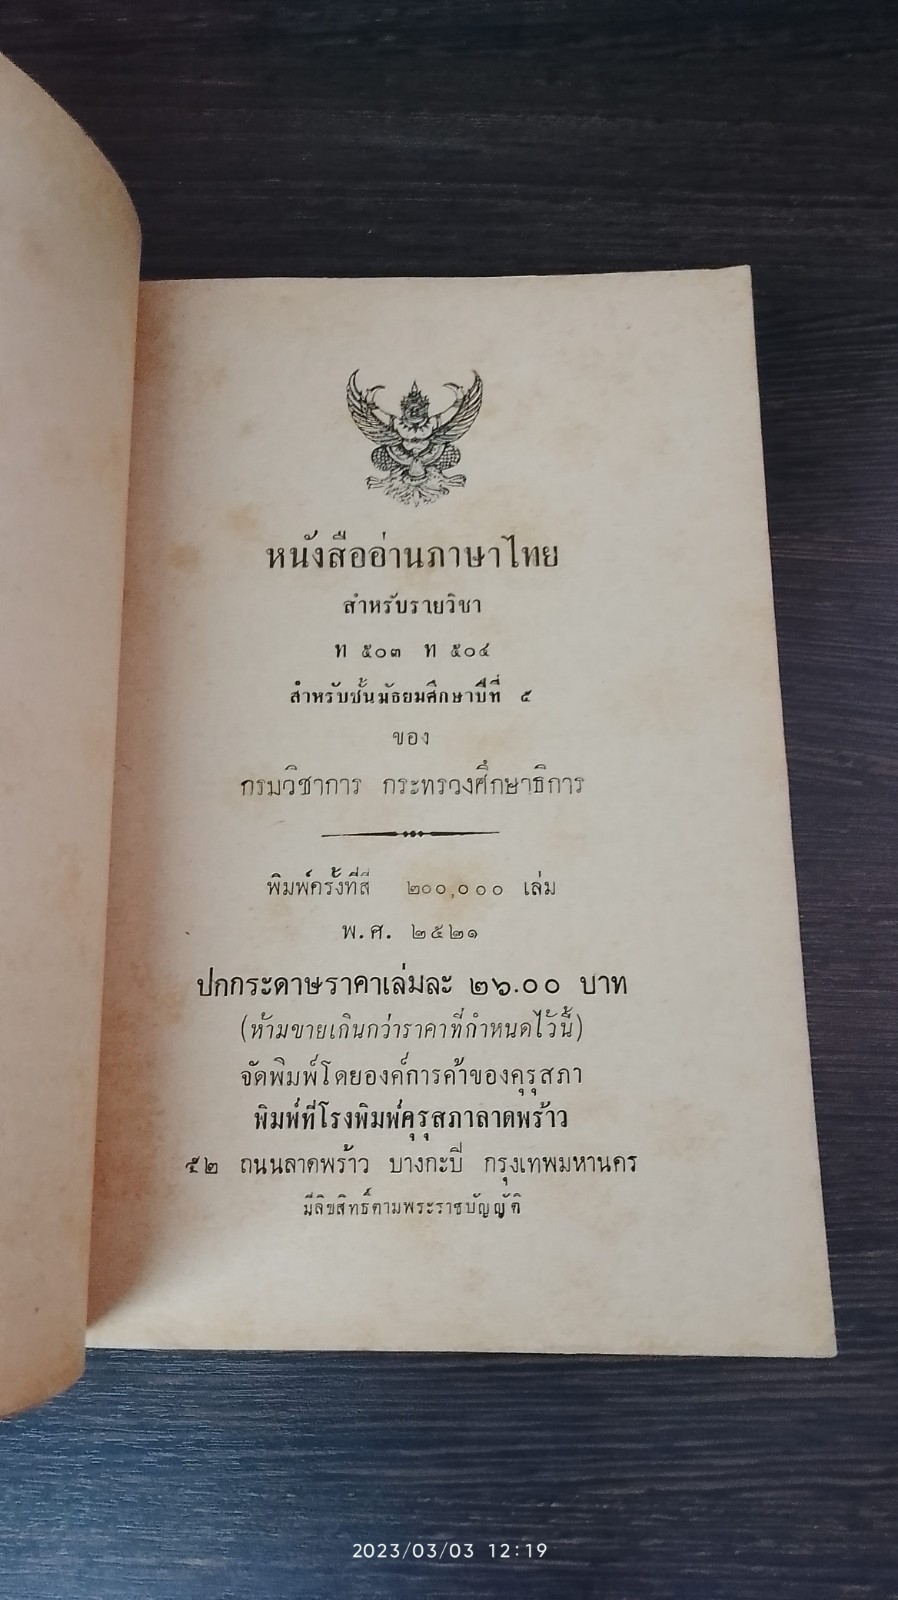 หนังสืออ่านภาษาไทย
สำหรับรายวิชา
ท ๕๐๓ ท ๕๐๔
สำหรับชั้นมัธยมศึกษาปีที่ ๕
ของ
กรมวิชาการ กระทรวงศึกษาธิการ
พิมพ์ครั้งที่สี่ ๒๐๐,๐๐๐ เล่ม
พ.ศ. ๒๕๒๑
ปกกระดาษราคาเล่มละ ๒๖.๐๐ บาท
(ห้ามขายเกินกว่าราคาที่กำหนดไว้นี้)
จัดพิมพ์โดยองค์การค้าของคุรุสภา
พิมพ์ที่โรงพิมพ์คุรุสภาลาดพร้าว
๕๒ ถนนลาดพร้าว บางกะปิ กรุงเทพมหานคร
มีลิขสิทธิ์ตามพระราชบัญญัติ
2023/03/03 12:19